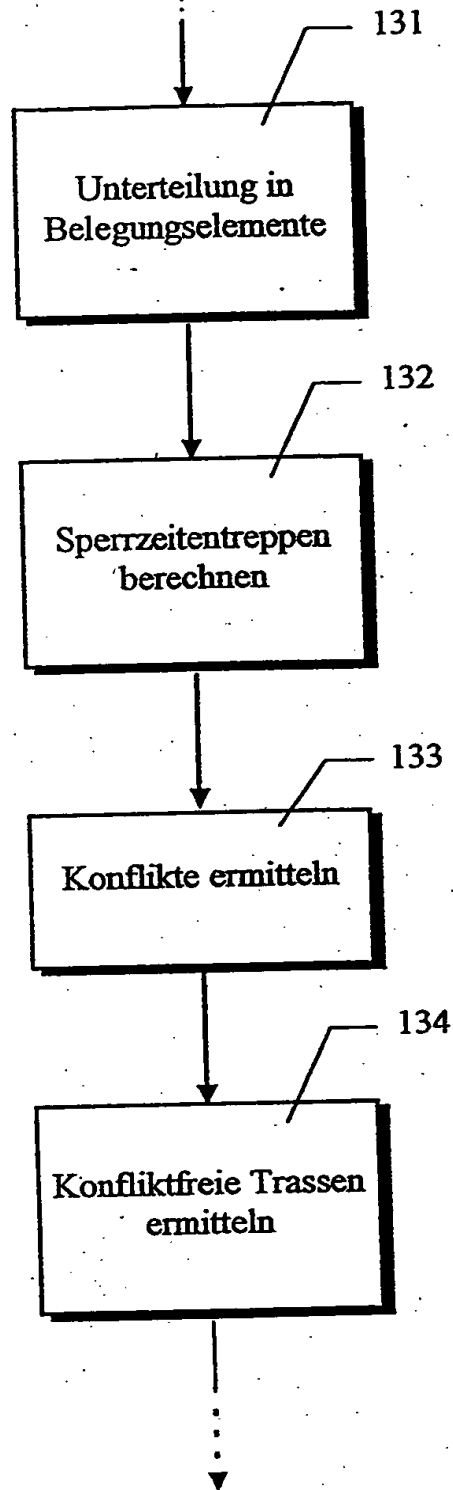 131
Unterteilung in
Belegungselemente
132
Sperrzeitentreppen
berechnen
133
Konflikte ermitteln
134
Konfliktfreie Trassen
ermitteln